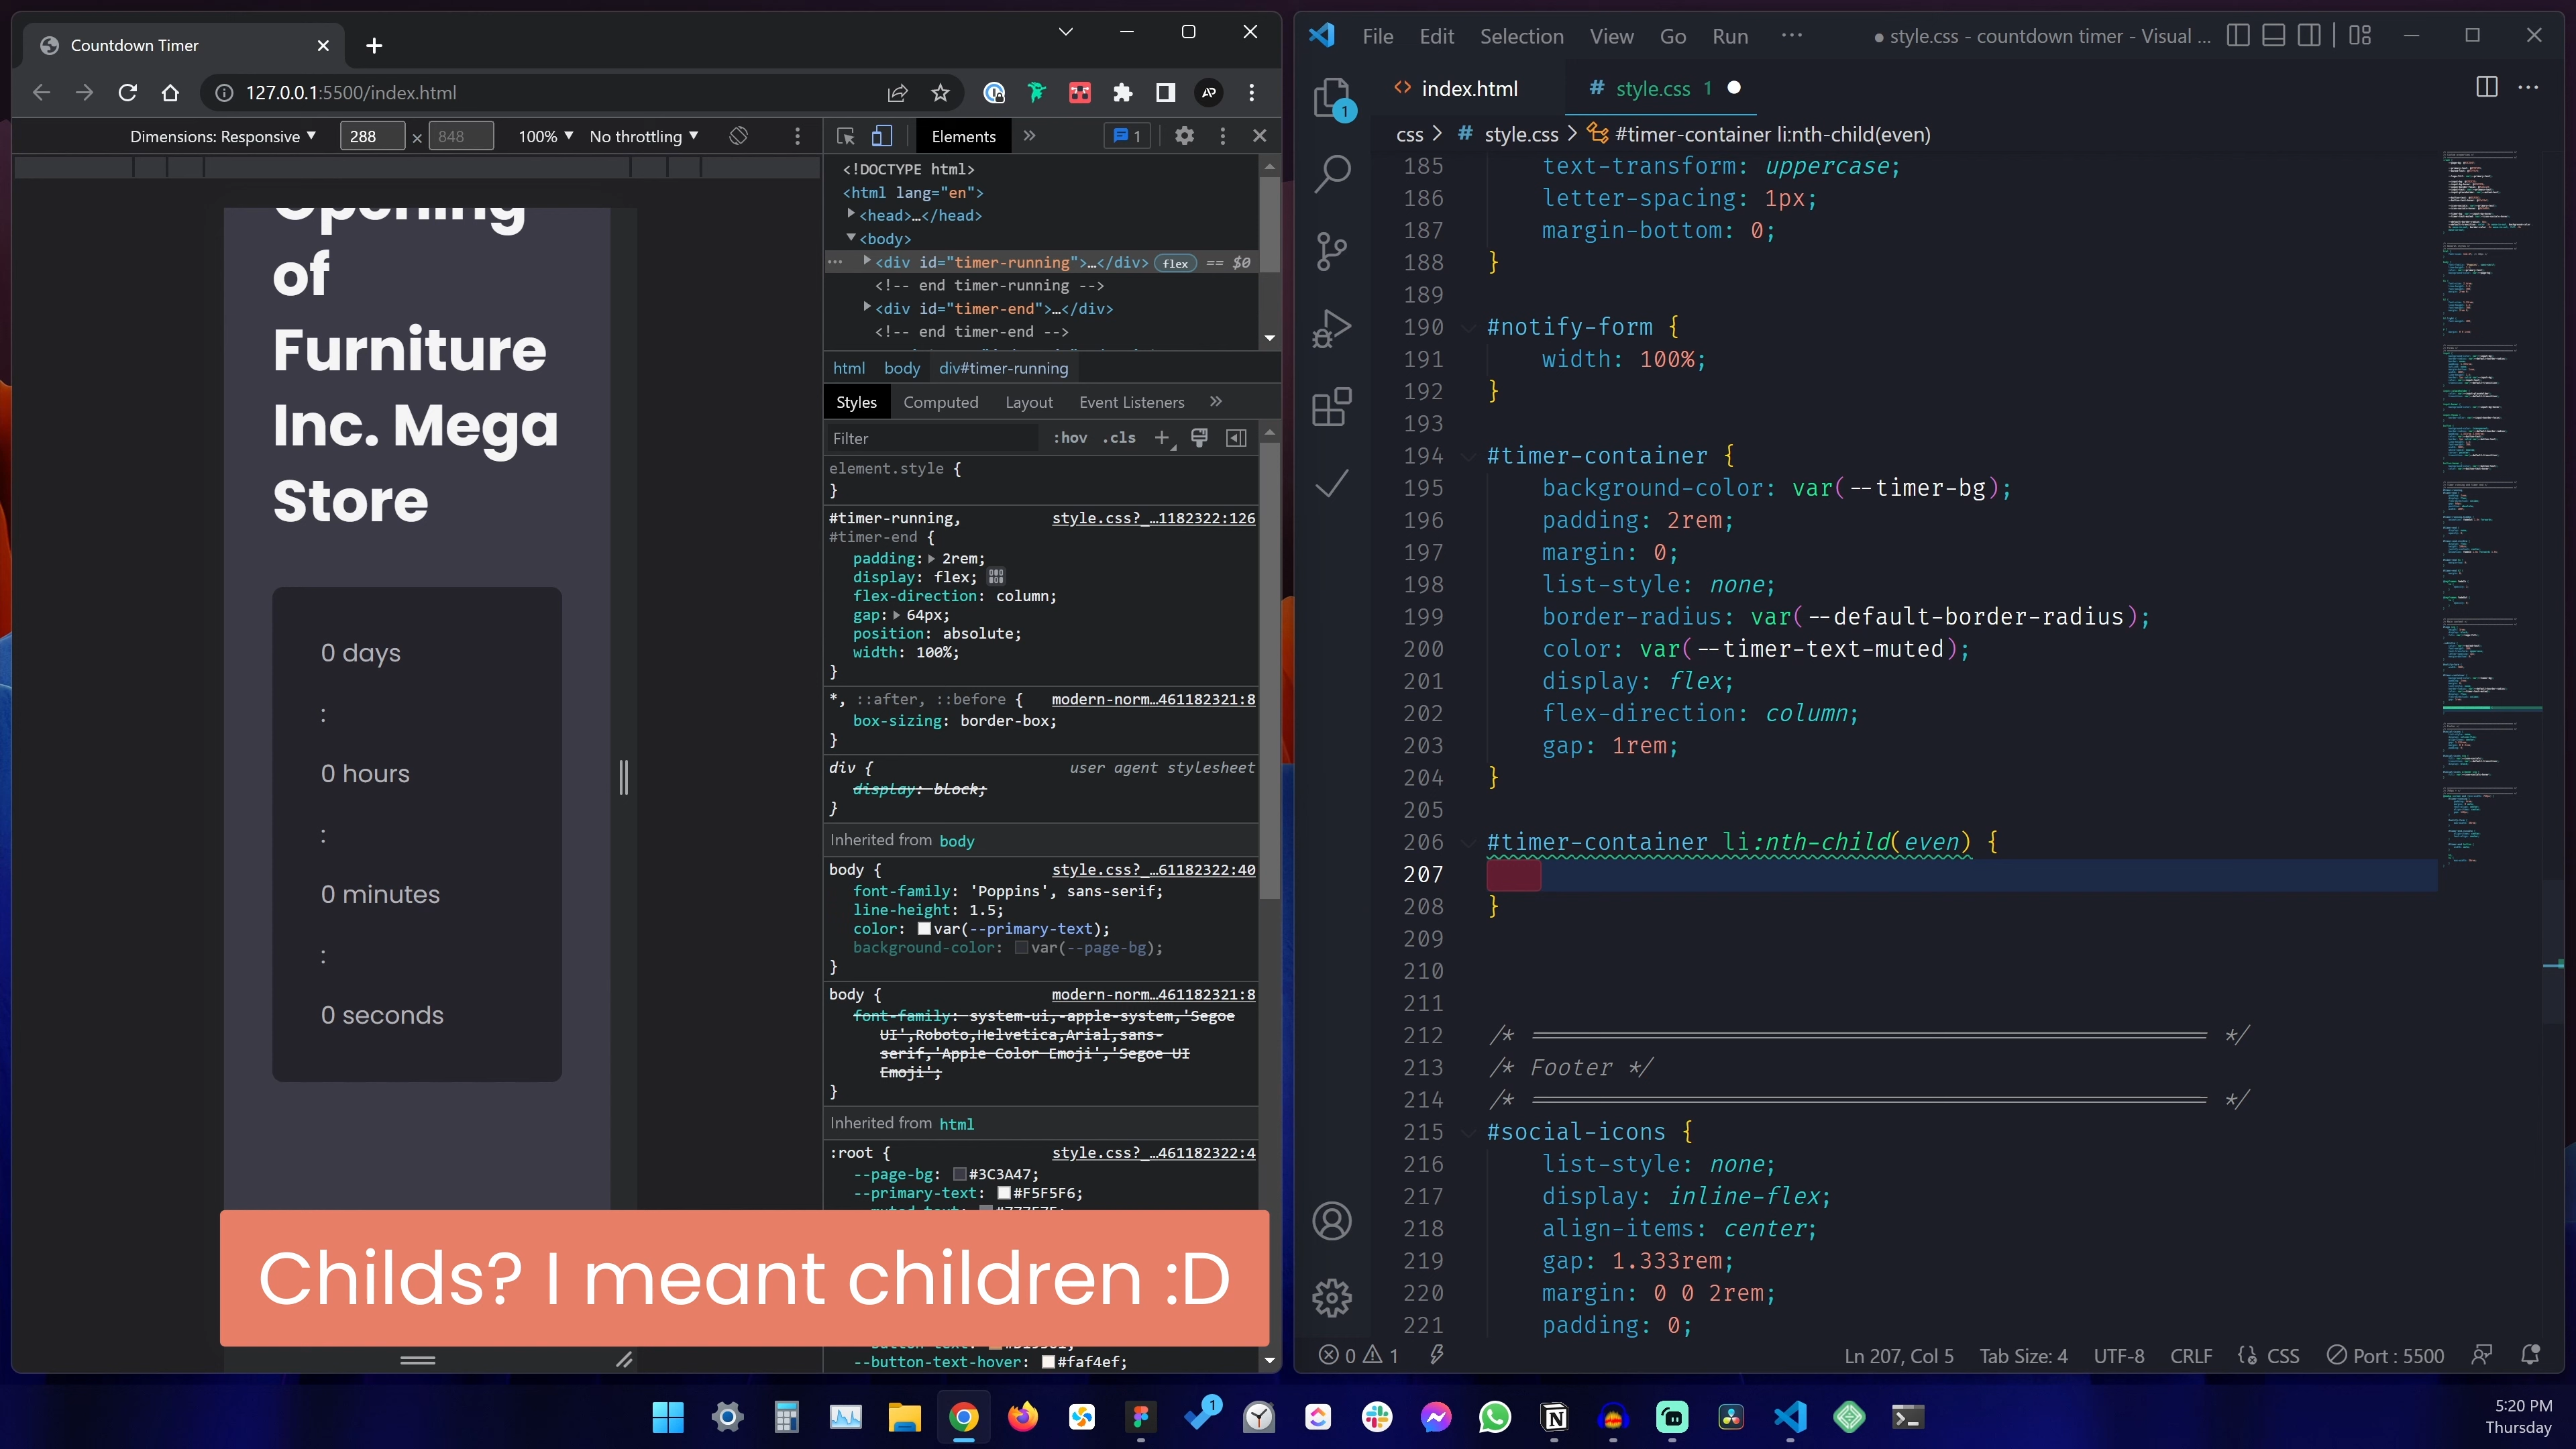 Countdown Timer
127.0.0.1:5500/index.html
Dimensions: Responsive
288
×
848
100%
No throttling
Elements
1
Opening
of
Furniture
Inc. Mega
Store
0 days
:
0 hours
:
0 minutes
:
0 seconds
<!DOCTYPE html>
<html lang="en">
<head>…</head>
<body>
<div id="timer-running">…</div> flex == $0
<!-- end timer-running -->
<div id="timer-end">…</div>
<!-- end timer-end -->
html body div#timer-running
Styles Computed Layout Event Listeners
Filter :hov .cls
element.style {
}
#timer-running, style.css?_…1182322:126
#timer-end {
padding: 2rem;
display: flex;
flex-direction: column;
gap: 64px;
position: absolute;
width: 100%;
}
*, ::after, ::before { modern-norm…461182321:8
box-sizing: border-box;
}
div { user agent stylesheet
display: block;
}
Inherited from body
body { style.css?_…61182322:40
font-family: 'Poppins', sans-serif;
line-height: 1.5;
color: var(--primary-text);
background-color: var(--page-bg);
}
body { modern-norm…461182321:8
font-family: system-ui,-apple-system,'Segoe
UI',Roboto,Helvetica,Arial,sans-
serif,'Apple Color Emoji','Segoe UI
Emoji';
}
Inherited from html
:root { style.css?_…461182322:4
--page-bg: #3C3A47;
--primary-text: #F5F5F6;
--button-text-hover: #faf4ef;
Childs? I meant children :D
File Edit Selection View Go Run ···
● style.css - countdown timer - Visual ...
index.html
# style.css 1
css > # style.css > #timer-container li:nth-child(even)
1
185 text-transform: uppercase;
186 letter-spacing: 1px;
187 margin-bottom: 0;
188 }
189
190 #notify-form {
191 width: 100%;
192 }
193
194 #timer-container {
195 background-color: var(--timer-bg);
196 padding: 2rem;
197 margin: 0;
198 list-style: none;
199 border-radius: var(--default-border-radius);
200 color: var(--timer-text-muted);
201 display: flex;
202 flex-direction: column;
203 gap: 1rem;
204 }
205
206 #timer-container li:nth-child(even) {
207
208 }
209
210
211
212 /* ================================================= */
213 /* Footer */
214 /* ================================================= */
215 #social-icons {
216 list-style: none;
217 display: inline-flex;
218 align-items: center;
219 gap: 1.333rem;
220 margin: 0 0 2rem;
221 padding: 0;
0 1
Ln 207, Col 5 Tab Size: 4 UTF-8 CRLF CSS Port : 5500
1
5:20 PM
Thursday